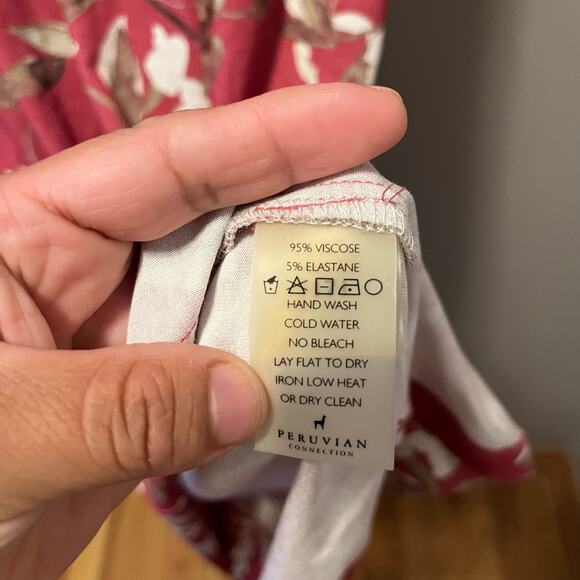 95% VISCOSE
5% ELASTANE
HAND WASH
COLD WATER
NO BLEACH
LAY FLAT TO DRY
IRON LOW HEAT
OR DRY CLEAN
PERUVIAN
CONNECTION